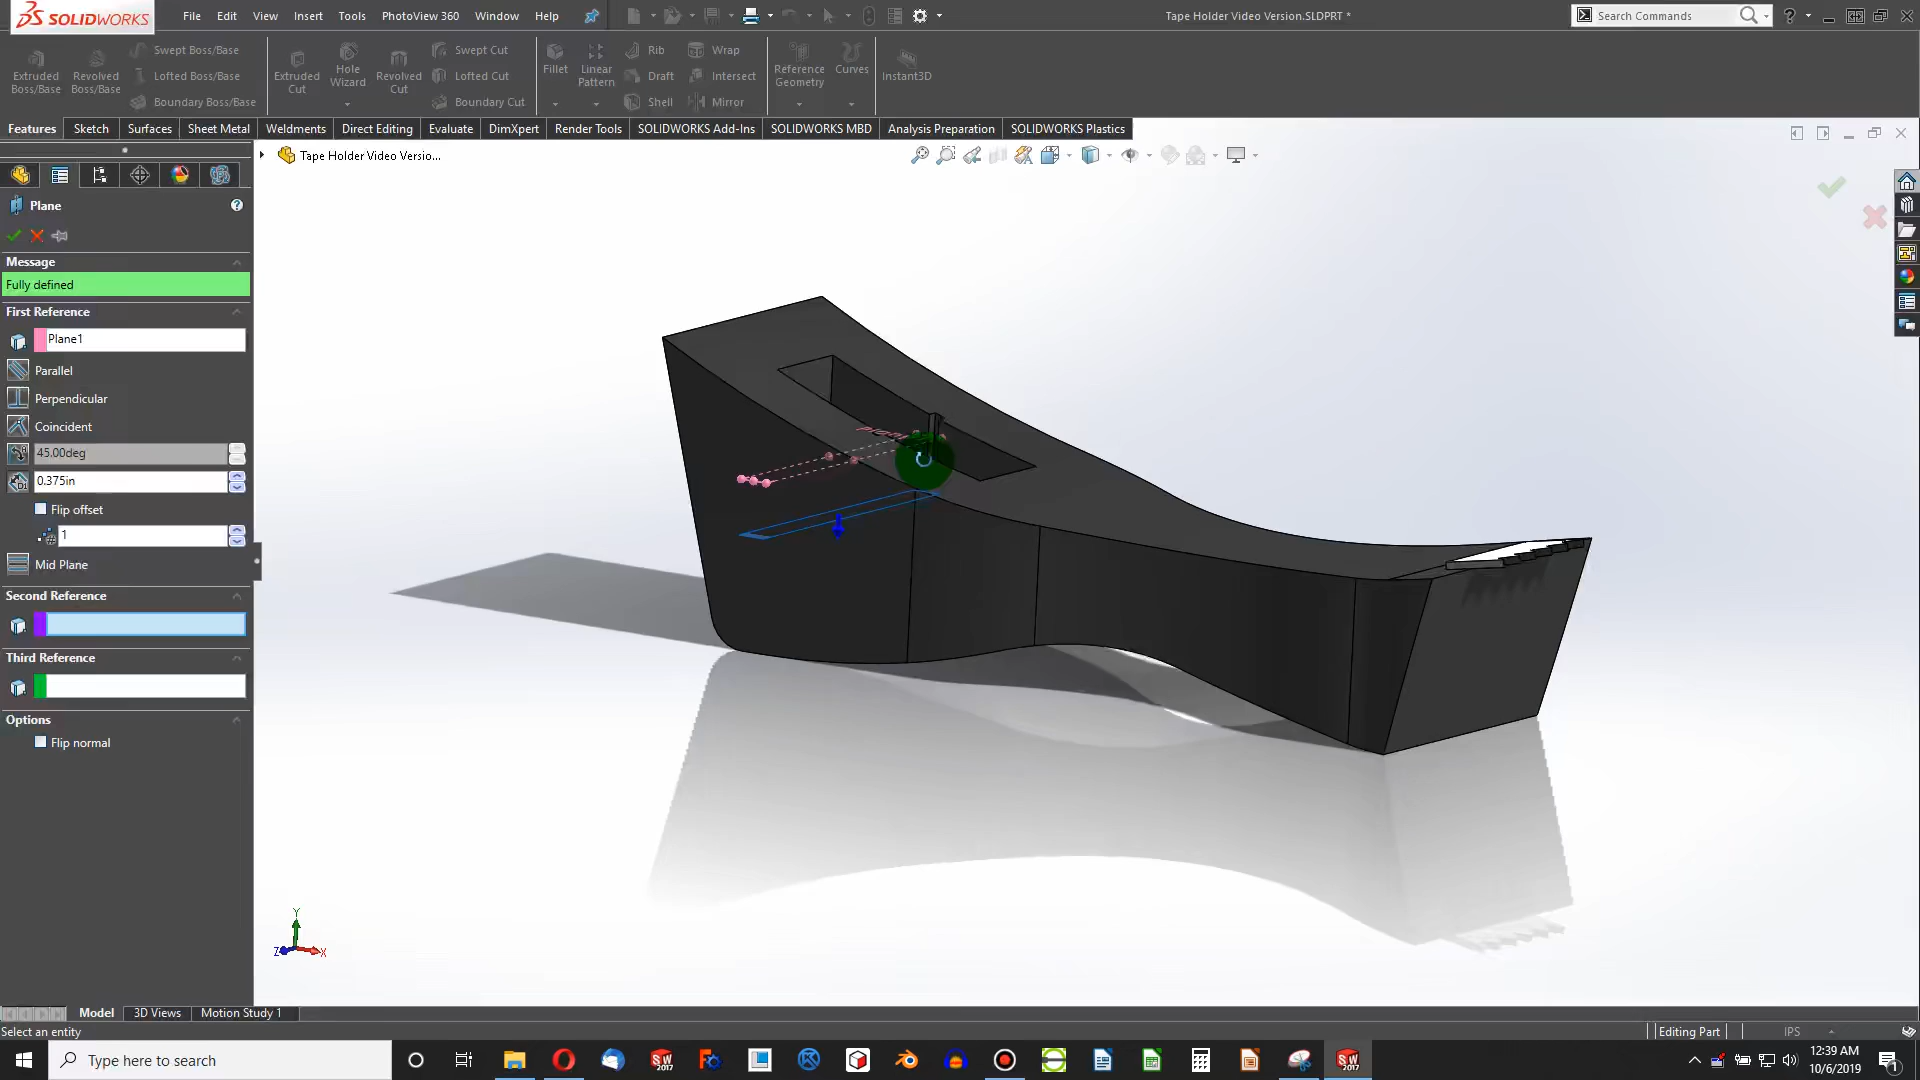 SOLIDWORKS
File Edit View Insert Tools PhotoView 360 Window Help
Tape Holder Video Version.SLDPRT *
Search Commands
?
Extruded Boss/Base
Revolved Boss/Base
Swept Boss/Base
Lofted Boss/Base
Boundary Boss/Base
Extruded Cut
Hole Wizard
Revolved Cut
Swept Cut
Lofted Cut
Boundary Cut
Fillet
Linear Pattern
Rib
Draft
Shell
Wrap
Intersect
Mirror
Reference Geometry
Curves
Instant3D
Features Sketch Surfaces Sheet Metal Weldments Direct Editing Evaluate DimXpert Render Tools SOLIDWORKS Add-Ins SOLIDWORKS MBD Analysis Preparation SOLIDWORKS Plastics
Tape Holder Video Versio...
Plane
?
Message
Fully defined
First Reference
Plane1
Parallel
Perpendicular
Coincident
45.00deg
0.375in
Flip offset
1
Mid Plane
Second Reference
Third Reference
Options
Flip normal
Y
Z X
Model 3D Views Motion Study 1
Select an entity
Editing Part
IPS
Type here to search
SW 2017
SW 2017
12:39 AM
10/6/2019
1